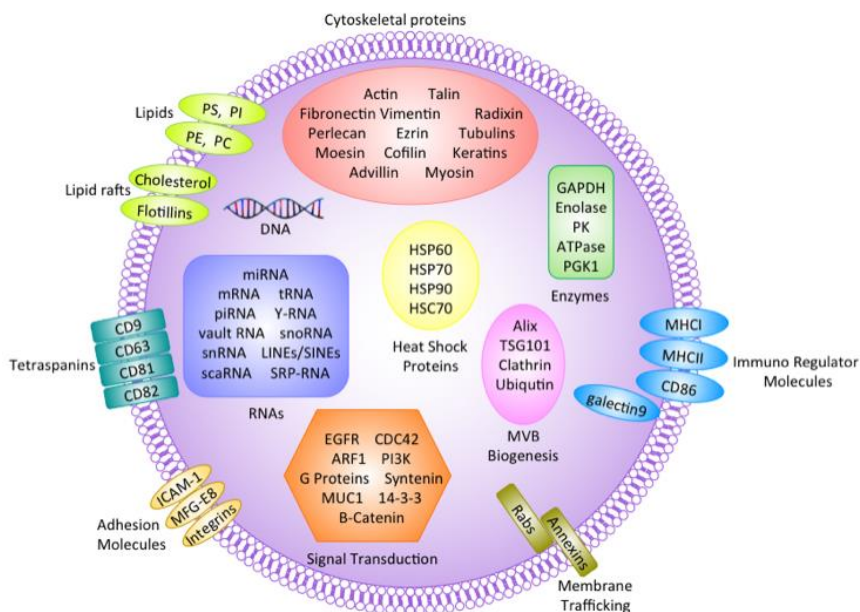 Cytoskeletal proteins
Actin Talin
Fibronectin Vimentin Radixin
Perlecan Ezrin Tubulins
Moesin Cofilin Keratins
Advillin Myosin
Lipids
PS, PI
PE, PC
Lipid rafts
Cholesterol
Flotillins
DNA
GAPDH
Enolase
PK
ATPase
PGK1
Enzymes
HSP60
HSP70
HSP90
HSC70
Heat Shock
Proteins
miRNA
mRNA tRNA
piRNA Y-RNA
vault RNA snoRNA
snRNA LINEs/SINEs
scaRNA SRP-RNA
RNAs
Tetraspanins
CD9
CD63
CD81
CD82
Alix
TSG101
Clathrin
Ubiqutin
MVB
Biogenesis
MHCI
MHCII
CD86
galectin9
Immuno Regulator
Molecules
EGFR CDC42
ARF1 PI3K
G Proteins Syntenin
MUC1 14-3-3
B-Catenin
Signal Transduction
ICAM-1
MFG-E8
Integrins
Adhesion
Molecules
Rabs
Annexins
Membrane
Trafficking